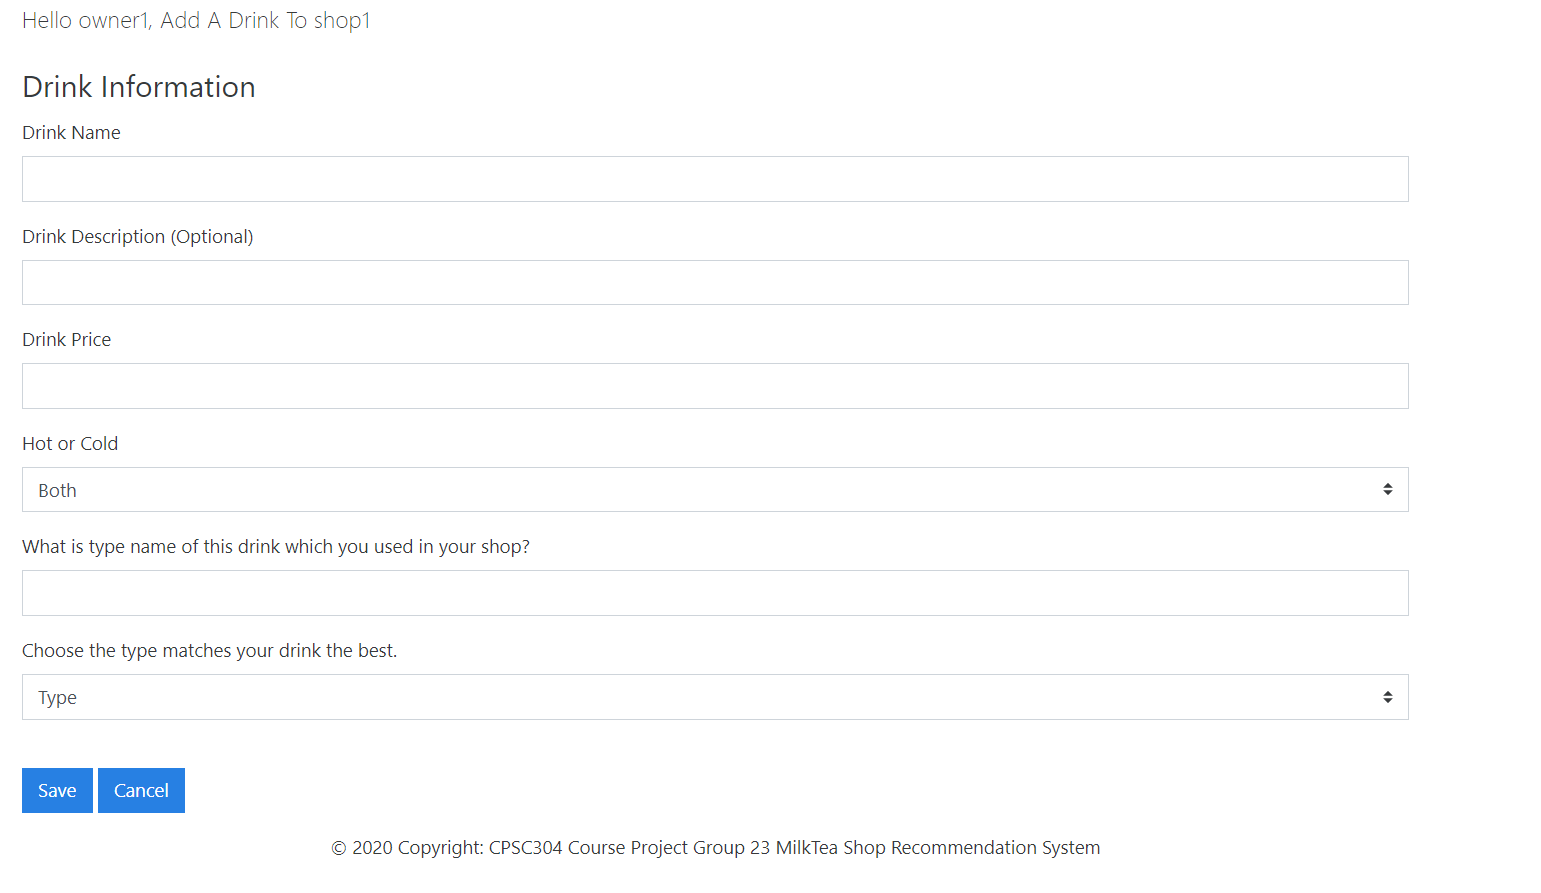 Hello owner1, Add A Drink To shop1
Drink Information
Drink Name
Drink Description (Optional)
Drink Price
Hot or Cold
Both
What is type name of this drink which you used in your shop?
Choose the type matches your drink the best.
Type
Save Cancel
© 2020 Copyright: CPSC304 Course Project Group 23 MilkTea Shop Recommendation System